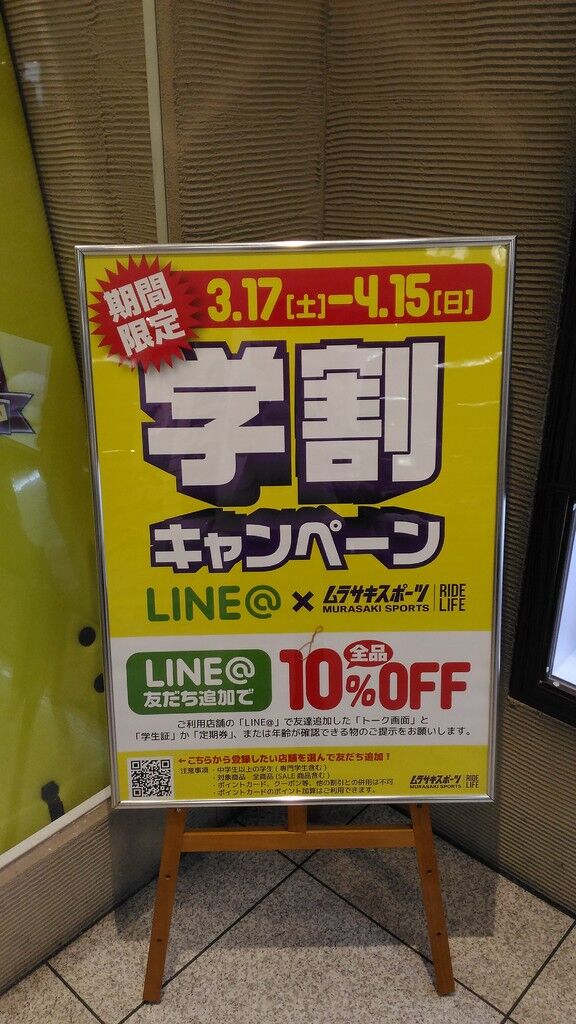 期間
限定
3.17[土]ー4.15[日]
学割
キャンペーン
LINE@ × ムラサキスポーツ
MURASAKI SPORTS
RIDE
LIFE
LINE@
友だち追加で
全品
10%OFF
ご利用店舗の「LINE@」で友達追加した「トーク画面」と
「学生証」か「定期券」、または年齢が確認できる物のご提示をお願いします。
←こちらから登録したい店舗を選んで友だち追加！
注意事項 ・中学生以上の学生(専門学生含む)
・対象商品 全商品(SALE商品含む)
・ポイントカード、クーポン等、他の割引との併用は不可
・ポイントカードのポイント加算はご利用できます。
ムラサキスポーツ
MURASAKI SPORTS
RIDE
LIFE